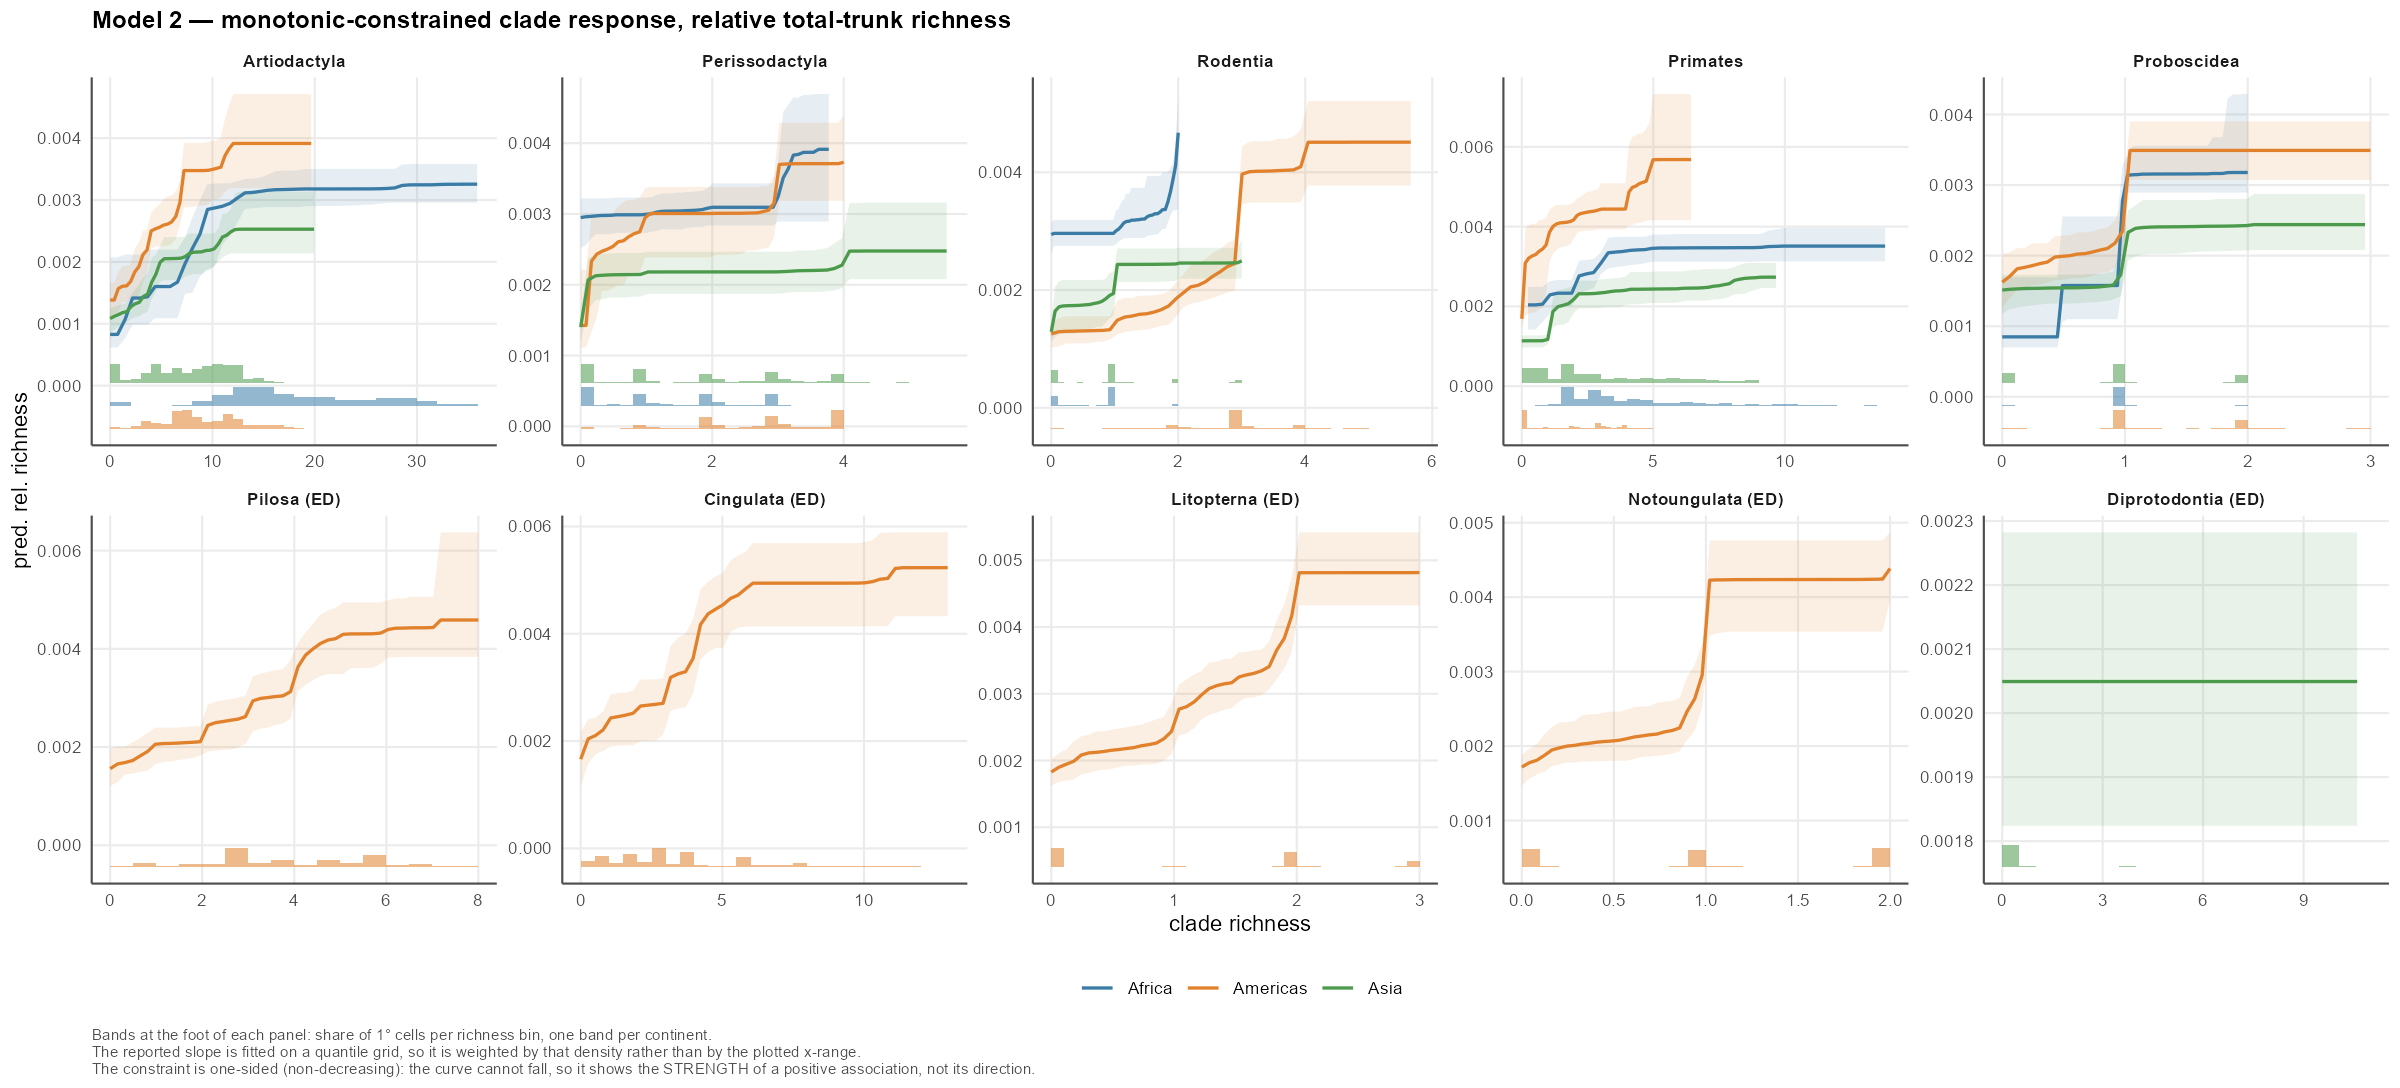 Model 2 — monotonic-constrained clade response, relative total-trunk richness
Artiodactyla
Perissodactyla
Rodentia
Primates
Proboscidea
0.004
0.003
0.002
0.001
0.000
0 10 20 30
0.004
0.003
0.002
0.001
0.000
0 2 4
0.004
0.002
0.000
0 2 4 6
0.006
0.004
0.002
0.000
0 5 10
0.004
0.003
0.002
0.001
0.000
0 1 2 3
pred. rel. richness
Pilosa (ED)
Cingulata (ED)
Litopterna (ED)
Notoungulata (ED)
Diprotodontia (ED)
0.006
0.004
0.002
0.000
0 2 4 6 8
0.006
0.004
0.002
0.000
0 5 10
0.005
0.004
0.003
0.002
0.001
0 1 2 3
0.005
0.004
0.003
0.002
0.001
0.0 0.5 1.0 1.5 2.0
0.0023
0.0022
0.0021
0.0020
0.0019
0.0018
0 3 6 9
clade richness
Africa Americas Asia
Bands at the foot of each panel: share of 1° cells per richness bin, one band per continent.
The reported slope is fitted on a quantile grid, so it is weighted by that density rather than by the plotted x-range.
The constraint is one-sided (non-decreasing): the curve cannot fall, so it shows the STRENGTH of a positive association, not its direction.